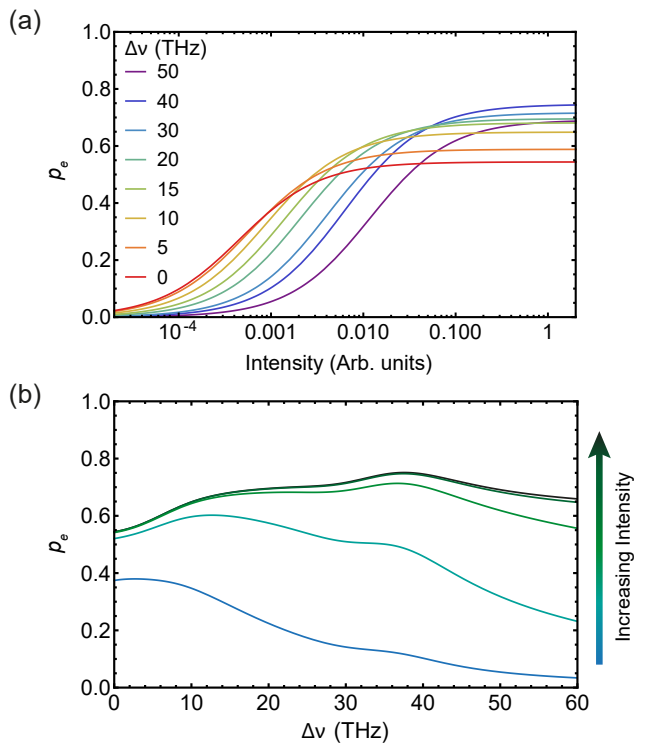 (a)
Δν (THz)
50
40
30
20
15
10
5
0
1.0
0.8
0.6
0.4
0.2
0.0
pe
10⁻⁴ 0.001 0.010 0.100 1
Intensity (Arb. units)
(b)
1.0
0.8
0.6
0.4
0.2
0.0
pe
0 10 20 30 40 50 60
Δν (THz)
Increasing Intensity